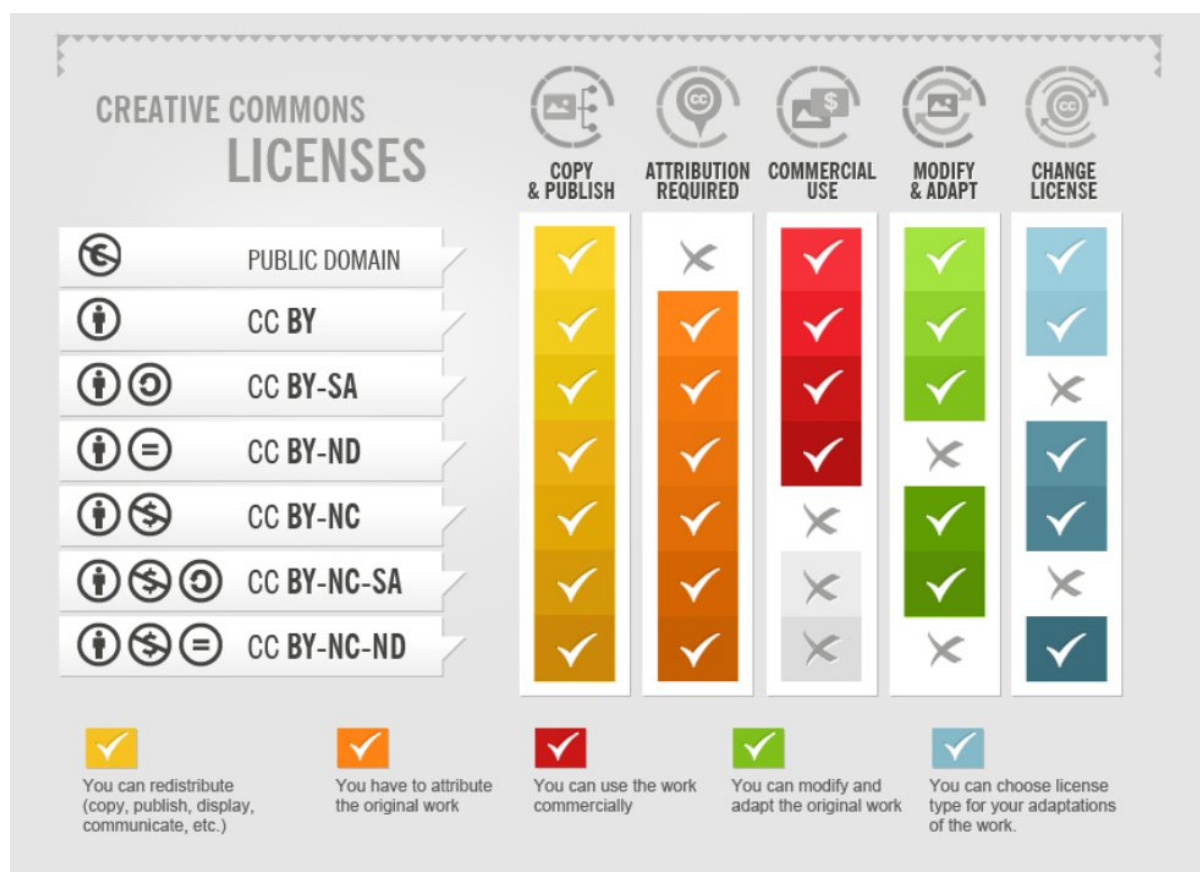 CREATIVE COMMONS
LICENSES
COPY
& PUBLISH
ATTRIBUTION
REQUIRED
COMMERCIAL
USE
MODIFY
& ADAPT
CHANGE
LICENSE
PUBLIC DOMAIN
CC BY
CC BY-SA
CC BY-ND
CC BY-NC
CC BY-NC-SA
CC BY-NC-ND
You can redistribute
(copy, publish, display,
communicate, etc.)
You have to attribute
the original work
You can use the work
commercially
You can modify and
adapt the original work
You can choose license
type for your adaptations
of the work.